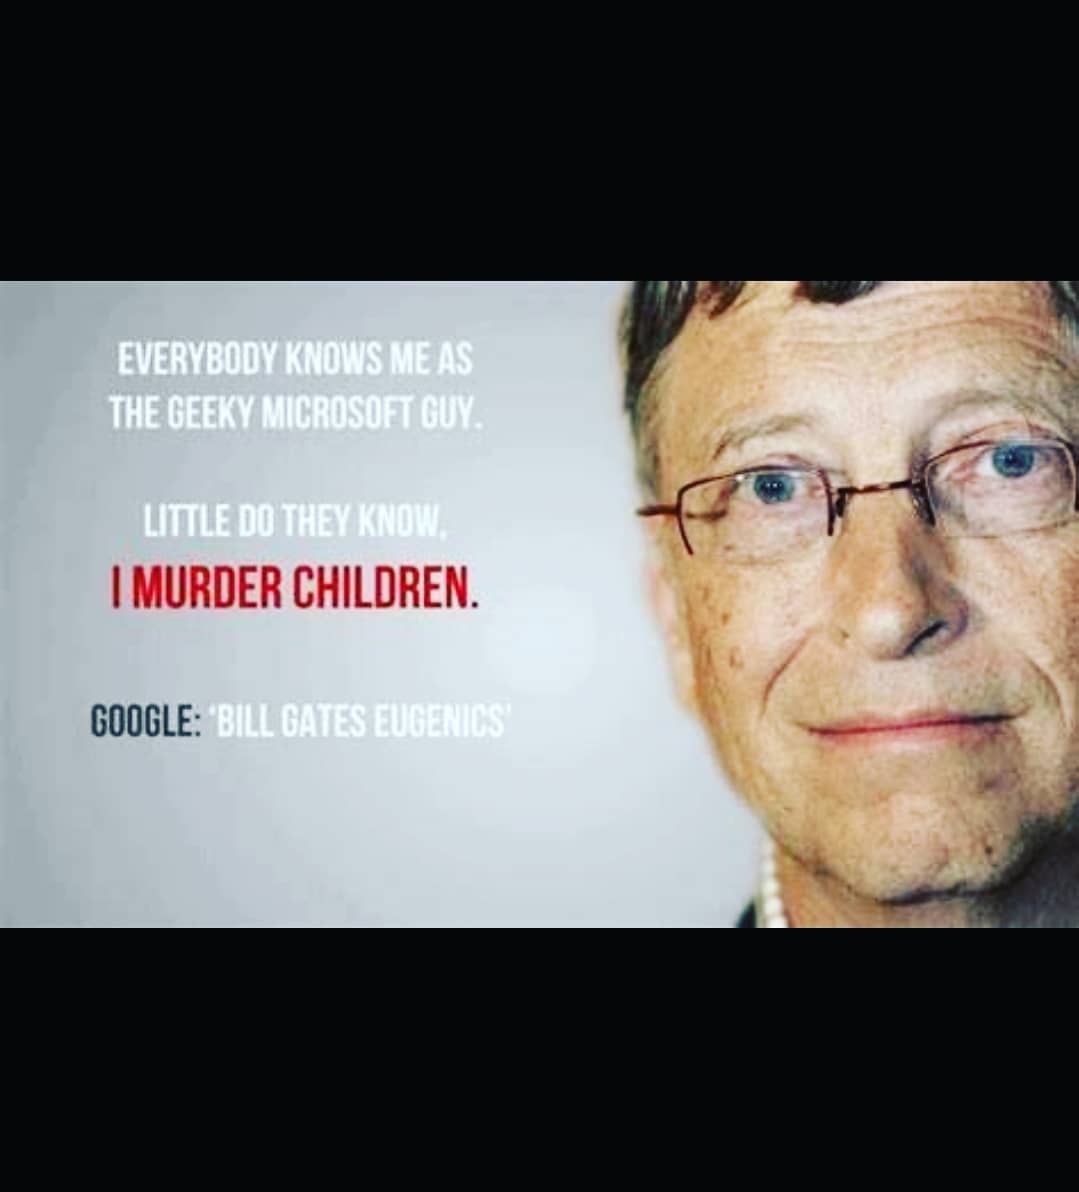 EVERYBODY KNOWS ME AS
THE GEEKY MICROSOFT GUY.
LITTLE DO THEY KNOW,
I MURDER CHILDREN.
GOOGLE: 'BILL GATES EUGENICS'